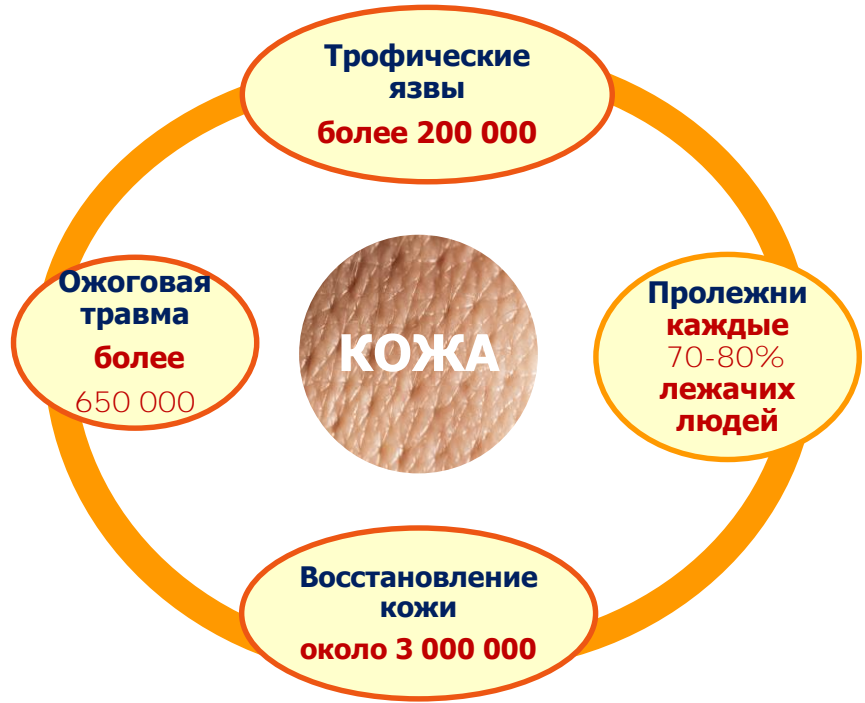 Трофические
язвы
более 200 000
Ожоговая
травма
более
650 000
КОЖА
Пролежни
каждые
70-80%
лежачих
людей
Восстановление
кожи
около 3 000 000